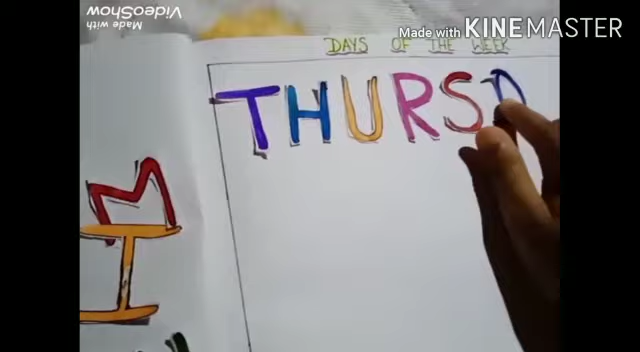 Made with
VideoShow
Made with KINEMASTER
DAYS OF THE WEEK
THURSD
M
I